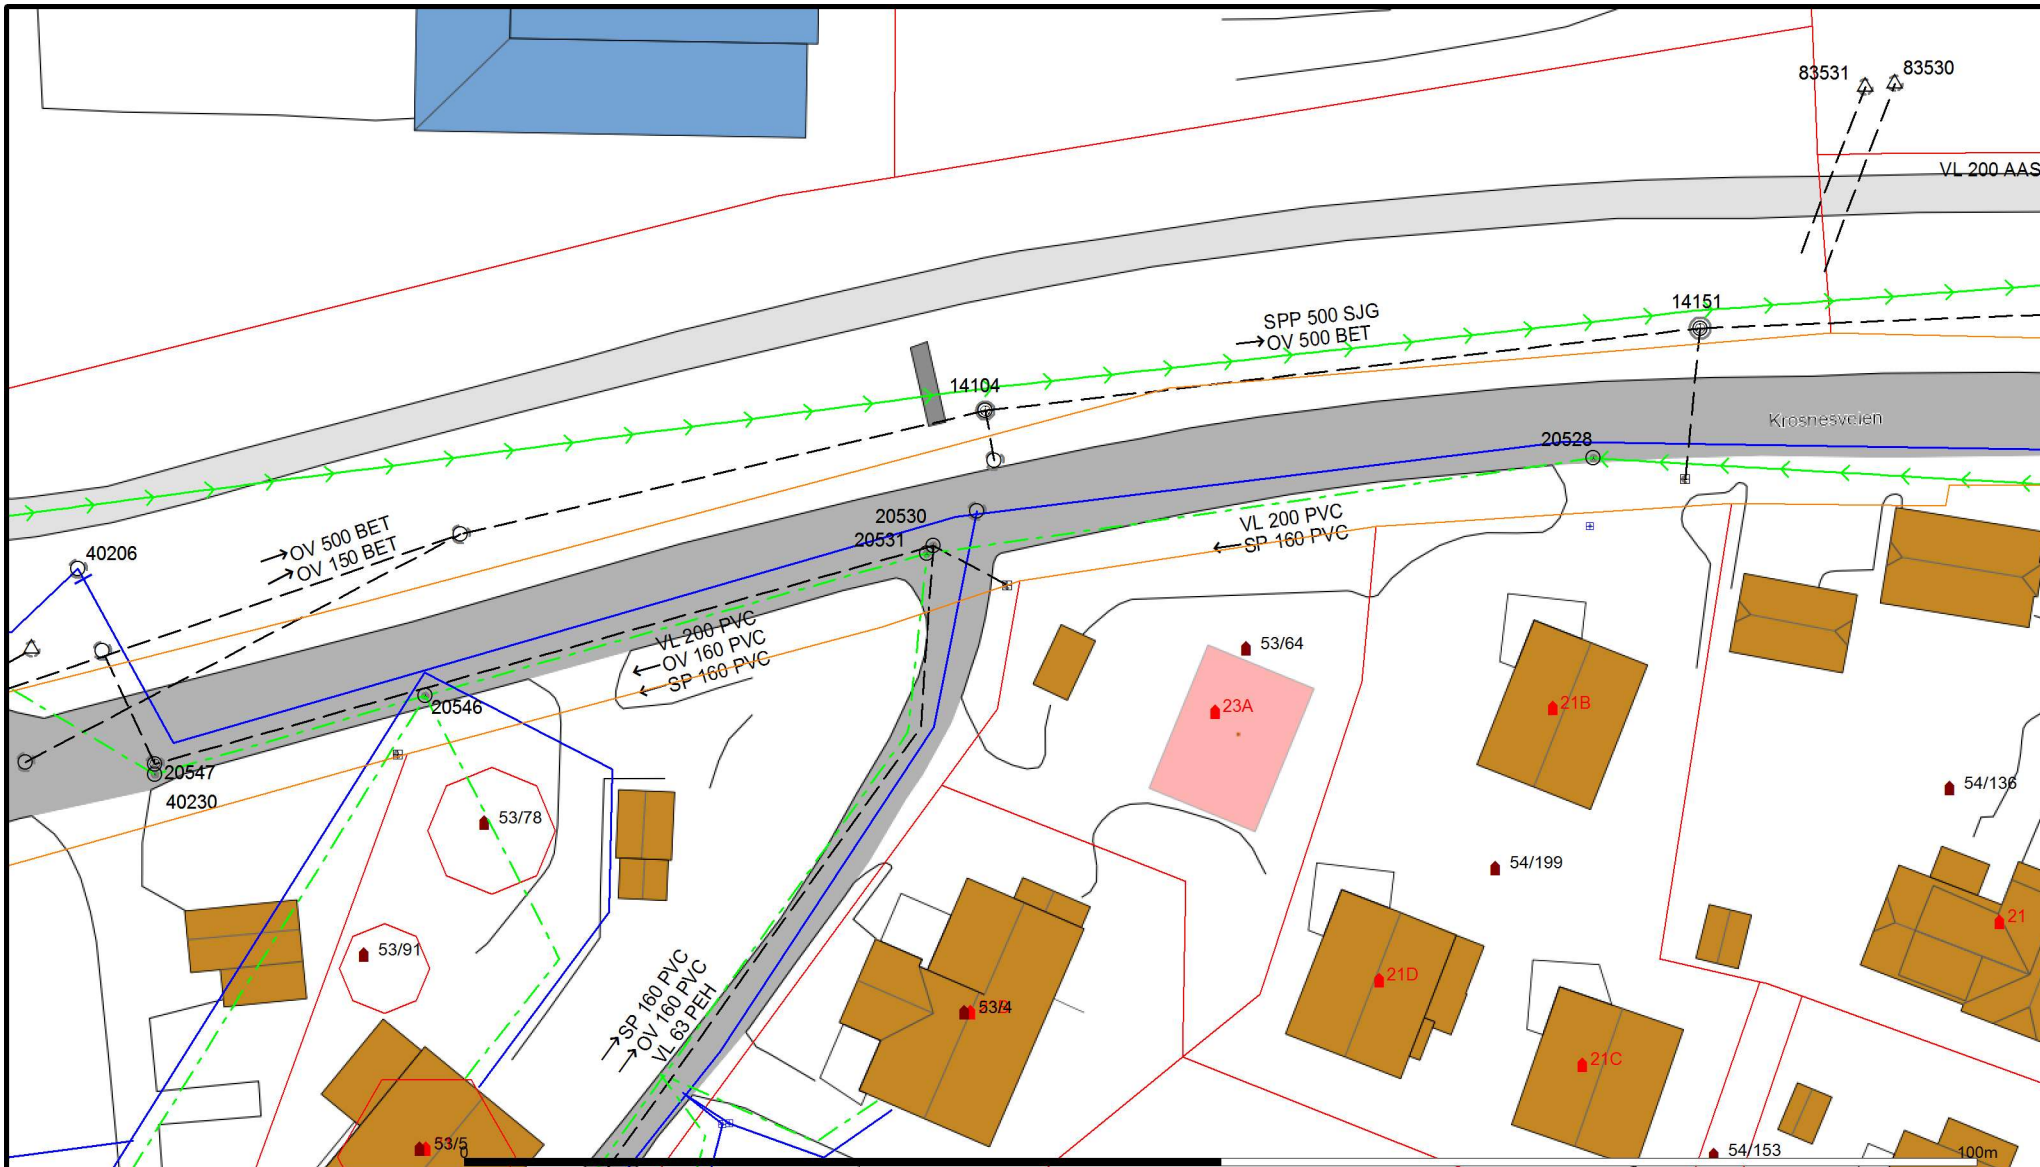 83531
83530
VL 200 AAS
14151
SPP 500 SJG
→OV 500 BET
14104
Krosnesveien
20528
20530
20531
VL 200 PVC
← SP 160 PVC
→OV 500 BET
→OV 150 BET
40206
VL 200 PVC
← OV 160 PVC
← SP 160 PVC
53/64
23A
21B
20546
20547
40230
53/78
54/136
54/199
53/91
21
21D
→SP 160 PVC
→OV 160 PVC
VL 63 PEH
53/4
21C
53/5
0
54/153
100m